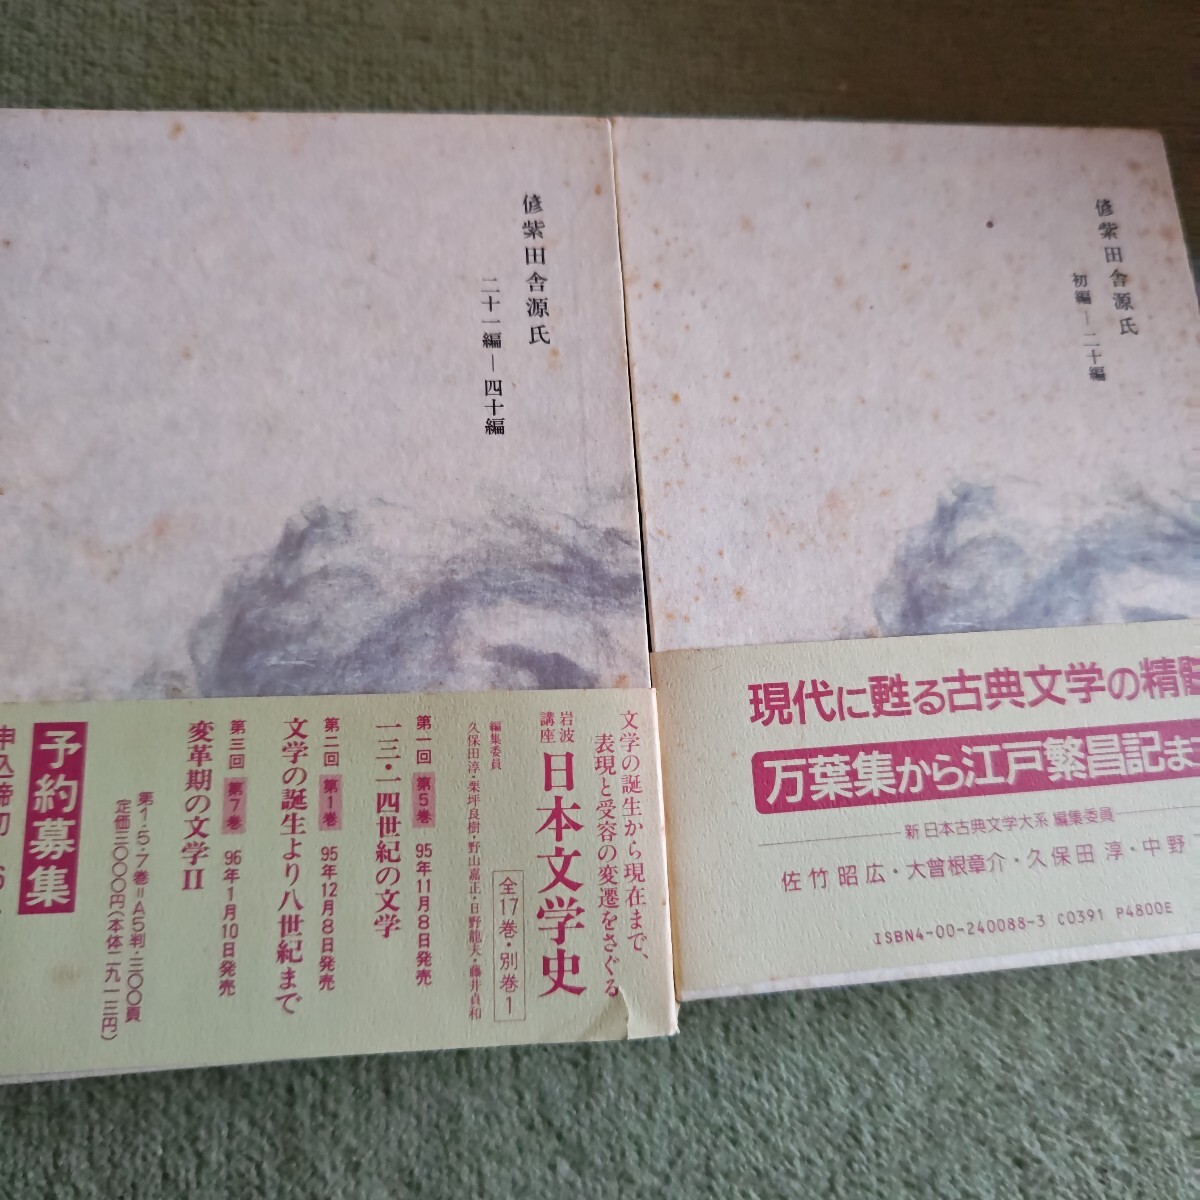 偐紫田舎源氏
初編―二十編
現代に甦る古典文学の精髄
万葉集から江戸繁昌記ま
新日本古典文学大系 編集委員
佐竹昭広・大曾根章介・久保田淳・中野
ISBN4-00-240088-3 C0391 P4800E
偐紫田舎源氏
二十一編―四十編
文学の誕生から現在まで、
表現と受容の変遷をさぐる
岩波
講座
日本文学史
全17巻・別巻1
編集委員
久保田淳・栗坪良樹・野山嘉正・日野龍夫・藤井貞和
第一回 第5巻 95年11月8日発売
一三・一四世紀の文学
第二回 第1巻 95年12月8日発売
文学の誕生より八世紀まで
第三回 第7巻 96年1月10日発売
変革期の文学II
第1・5・7巻=A5判・三〇〇頁
定価三〇〇〇円(本体二九一三円)
予約募集
申込締切